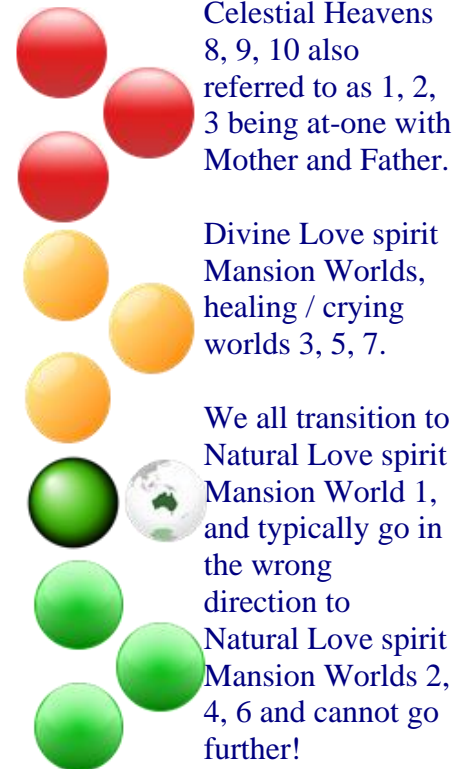 Celestial Heavens
8, 9, 10 also
referred to as 1, 2,
3 being at-one with
Mother and Father.
Divine Love spirit
Mansion Worlds,
healing / crying
worlds 3, 5, 7.
We all transition to
Natural Love spirit
Mansion World 1,
and typically go in
the wrong
direction to
Natural Love spirit
Mansion Worlds 2,
4, 6 and cannot go
further!